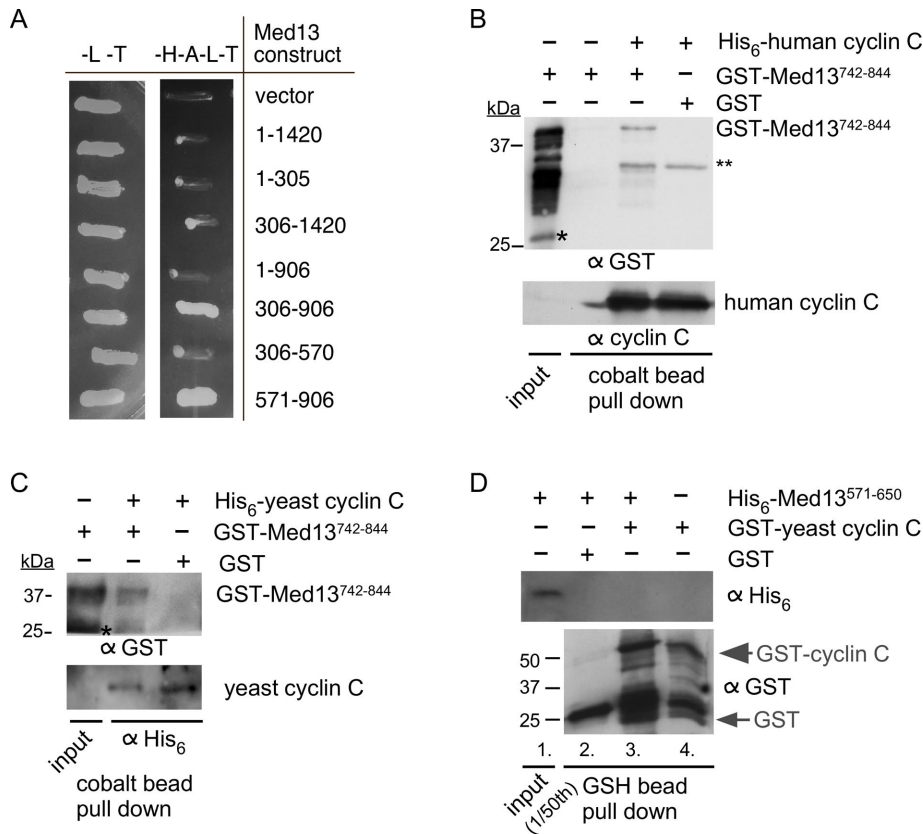 A
-L -T
-H-A-L-T
Med13
construct
vector
1-1420
1-305
306-1420
1-906
306-906
306-570
571-906
B
– – + + His6-human cyclin C
+ + + – GST-Med13742-844
– – – + GST
kDa
GST-Med13742-844
37–
**
25–
*
α GST
human cyclin C
α cyclin C
input
cobalt bead
pull down
C
– + + His6-yeast cyclin C
+ + – GST-Med13742-844
– – + GST
kDa
37-
GST-Med13742-844
25–
*
α GST
yeast cyclin C
α His6
input
cobalt bead
pull down
D
+ + + – His6-Med13571-650
– – + + GST-yeast cyclin C
– + – – GST
α His6
50
GST-cyclin C
37
α GST
25
GST
1. 2. 3. 4.
input
(1/50th)
GSH bead
pull down